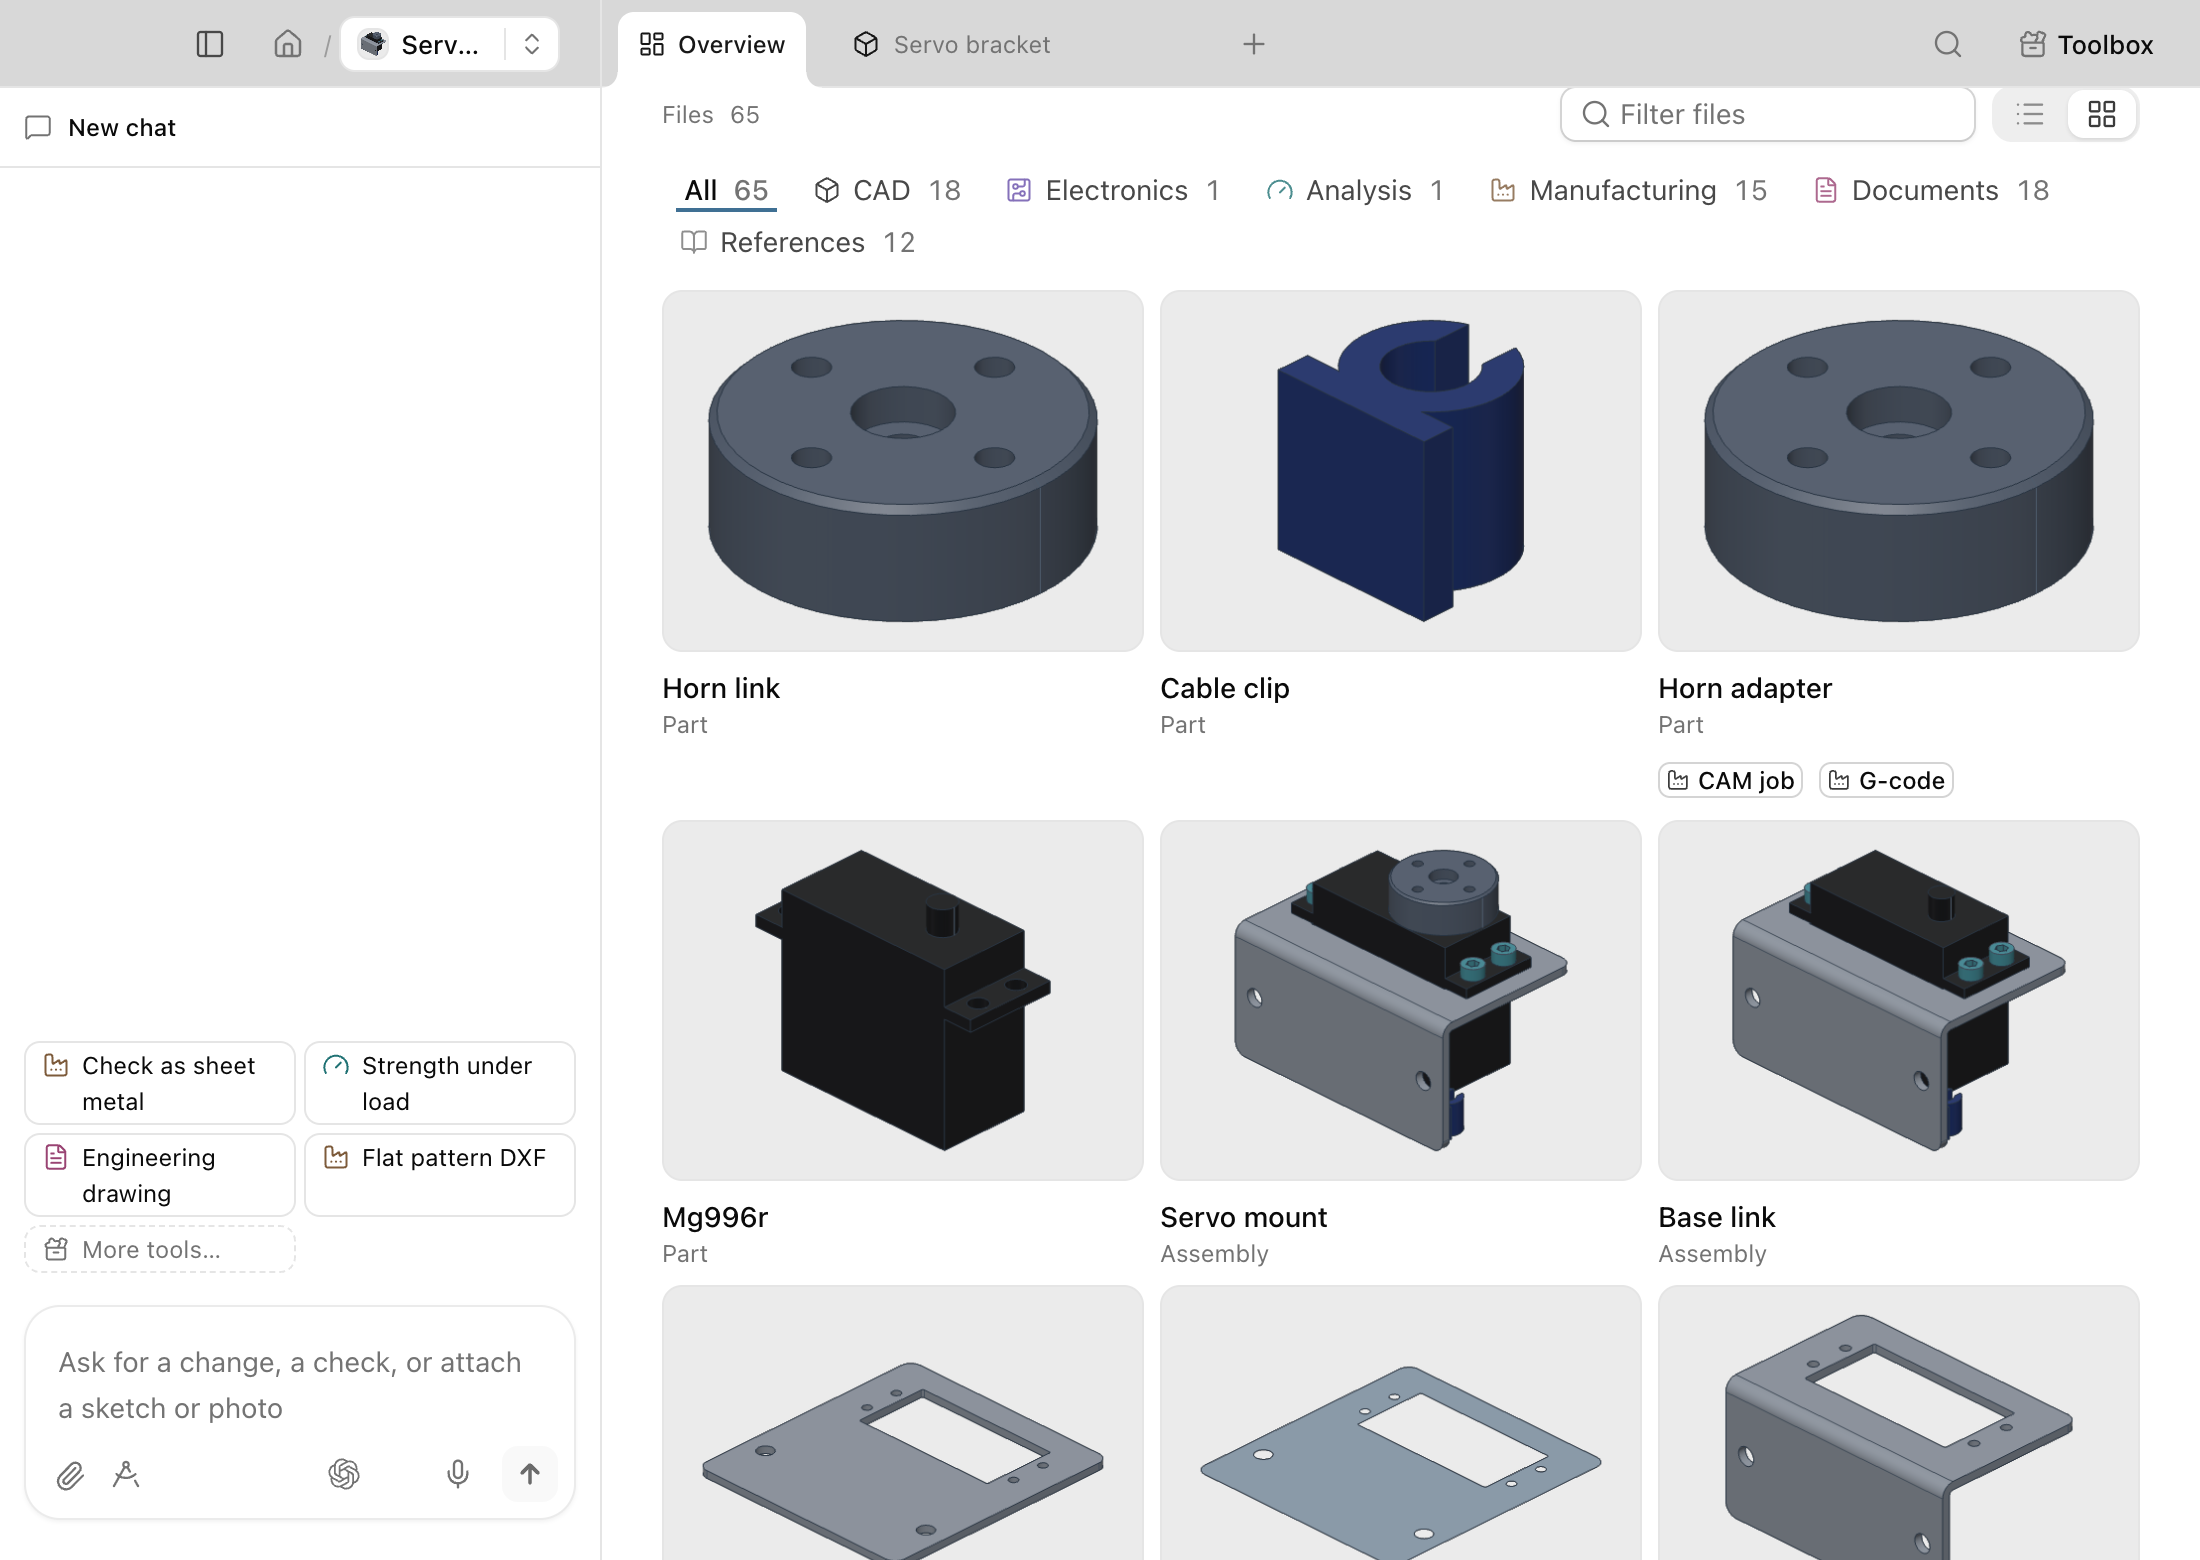 / Serv...
Overview
Servo bracket
Toolbox
New chat
Files 65
Filter files
All 65
CAD 18
Electronics 1
Analysis 1
Manufacturing 15
Documents 18
References 12
Horn link
Part
Cable clip
Part
Horn adapter
Part
CAM job
G-code
Mg996r
Part
Servo mount
Assembly
Base link
Assembly
Check as sheet
metal
Strength under
load
Engineering
drawing
Flat pattern DXF
More tools...
Ask for a change, a check, or attach
a sketch or photo